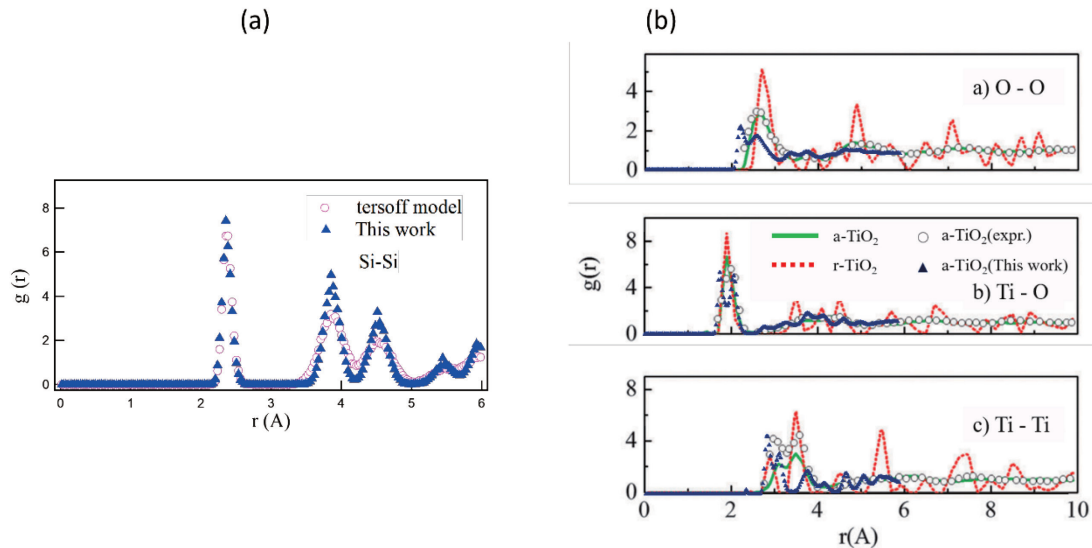 (a)
tersoff model
This work
Si-Si
g (r)
8
6
4
2
0
0 1 2 3 4 5 6
r (A)
(b)
a) O - O
4
2
0
g(r)
a-TiO₂
a-TiO₂(expr.)
r-TiO₂
a-TiO₂(This work)
b) Ti - O
8
4
0
c) Ti - Ti
8
4
0
0 2 4 6 8 10
r(A)